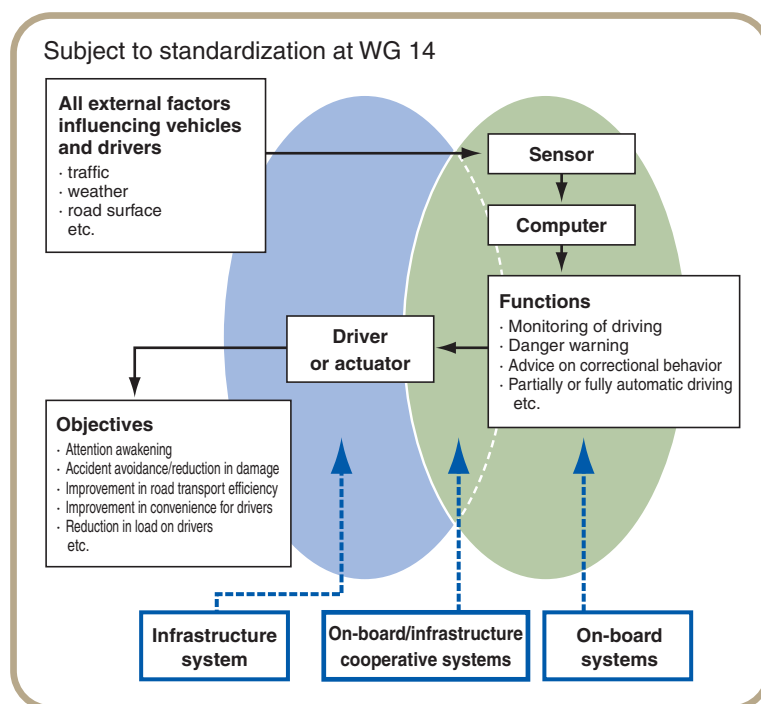 Subject to standardization at WG 14
All external factors
influencing vehicles
and drivers
· traffic
· weather
· road surface
etc.
Sensor
Computer
Functions
· Monitoring of driving
· Danger warning
· Advice on correctional behavior
· Partially or fully automatic driving
etc.
Driver
or actuator
Objectives
· Attention awakening
· Accident avoidance/reduction in damage
· Improvement in road transport efficiency
· Improvement in convenience for drivers
· Reduction in load on drivers
etc.
Infrastructure
system
On-board/infrastructure
cooperative systems
On-board
systems